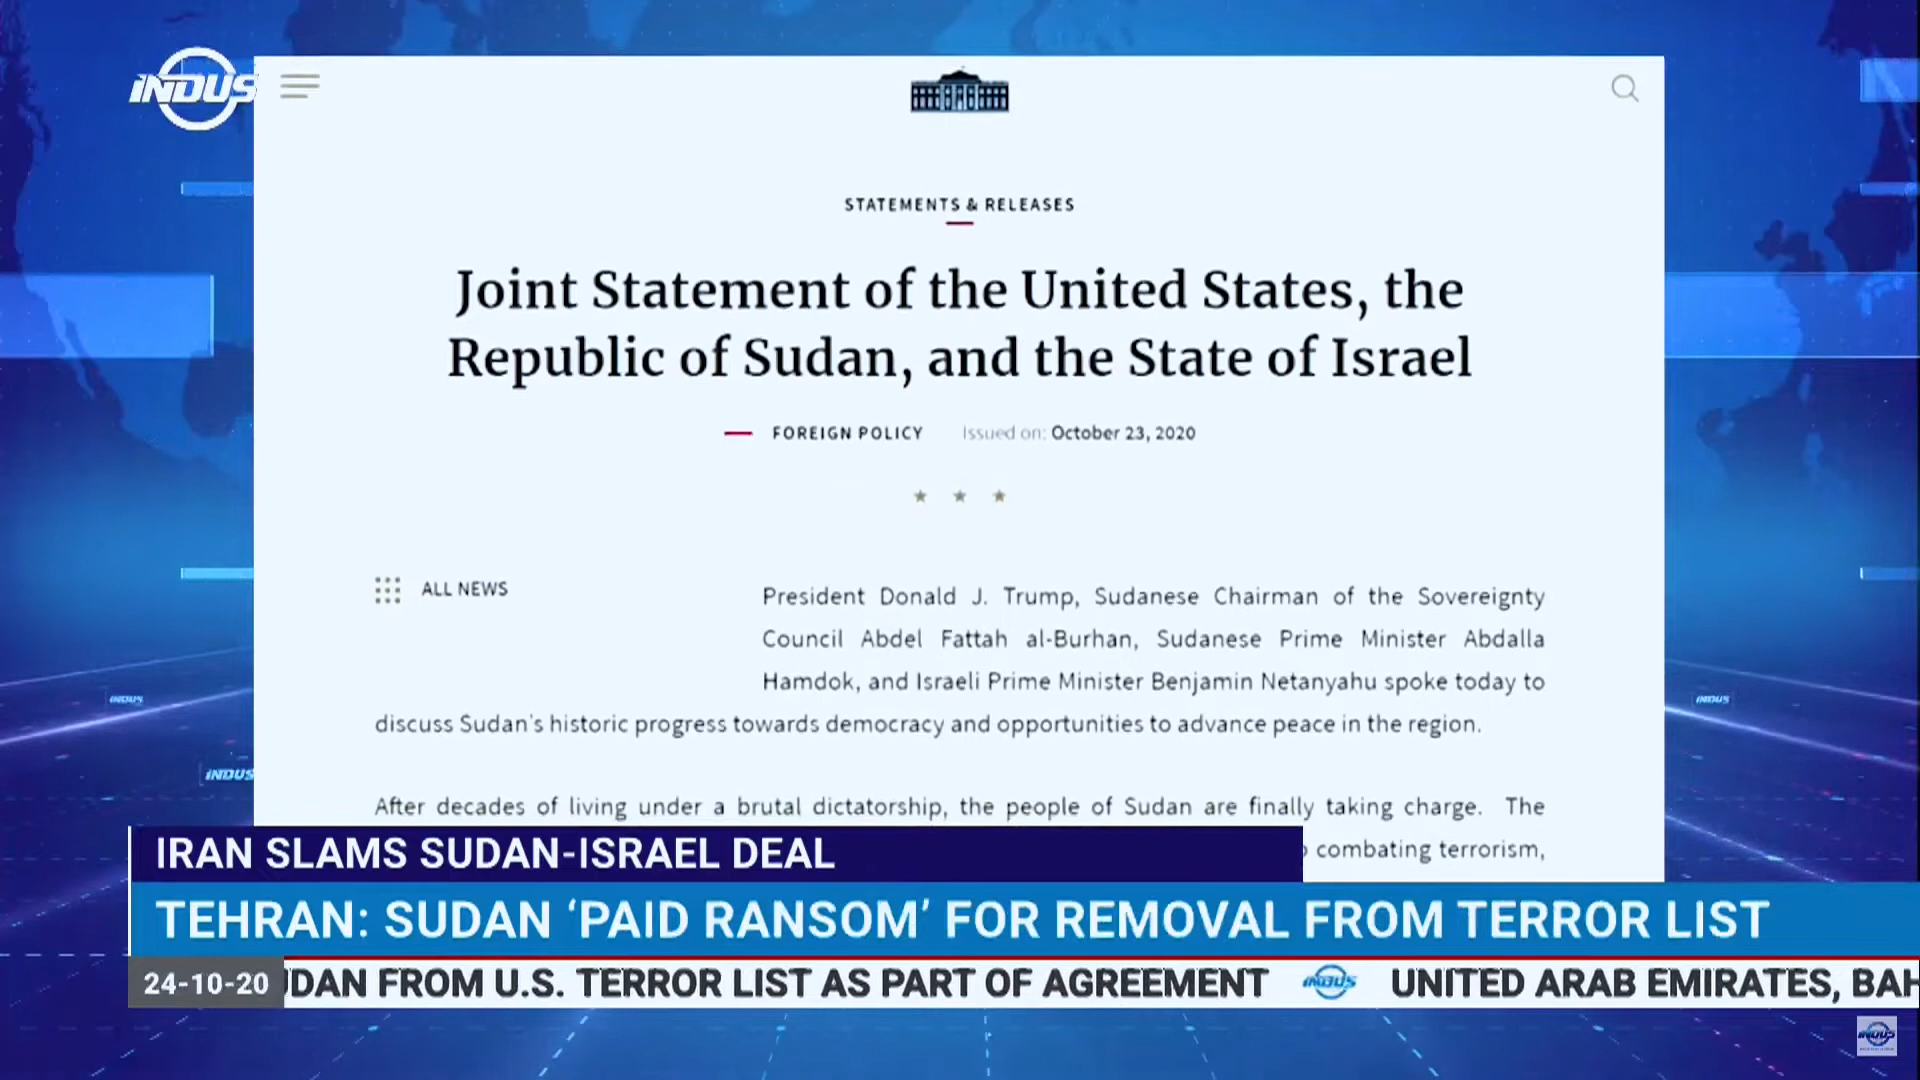 INDUS
STATEMENTS & RELEASES
Joint Statement of the United States, the
Republic of Sudan, and the State of Israel
FOREIGN POLICY Issued on: October 23, 2020
ALL NEWS
President Donald J. Trump, Sudanese Chairman of the Sovereignty
Council Abdel Fattah al-Burhan, Sudanese Prime Minister Abdalla
Hamdok, and Israeli Prime Minister Benjamin Netanyahu spoke today to
discuss Sudan's historic progress towards democracy and opportunities to advance peace in the region.
INDUS
INDUS
INDUS
After decades of living under a brutal dictatorship, the people of Sudan are finally taking charge. The
combating terrorism,
IRAN SLAMS SUDAN-ISRAEL DEAL
TEHRAN: SUDAN ‘PAID RANSOM’ FOR REMOVAL FROM TERROR LIST
24-10-20 UDAN FROM U.S. TERROR LIST AS PART OF AGREEMENT INDUS UNITED ARAB EMIRATES, BAH
INDUS